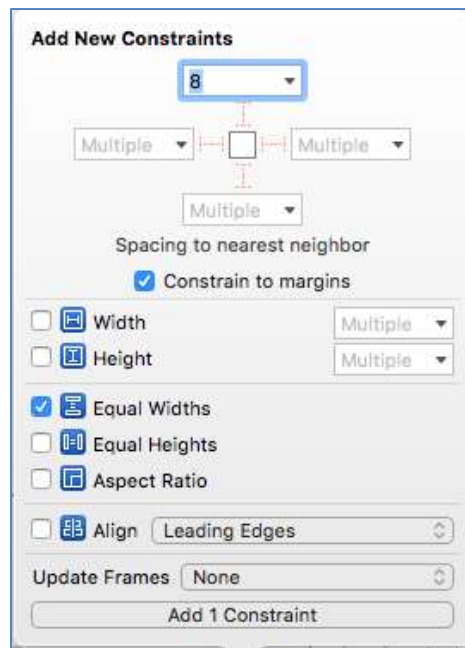 Add New Constraints
8
Multiple Multiple
Multiple
Spacing to nearest neighbor
Constrain to margins
Width Multiple
Height Multiple
Equal Widths
Equal Heights
Aspect Ratio
Align Leading Edges
Update Frames None
Add 1 Constraint